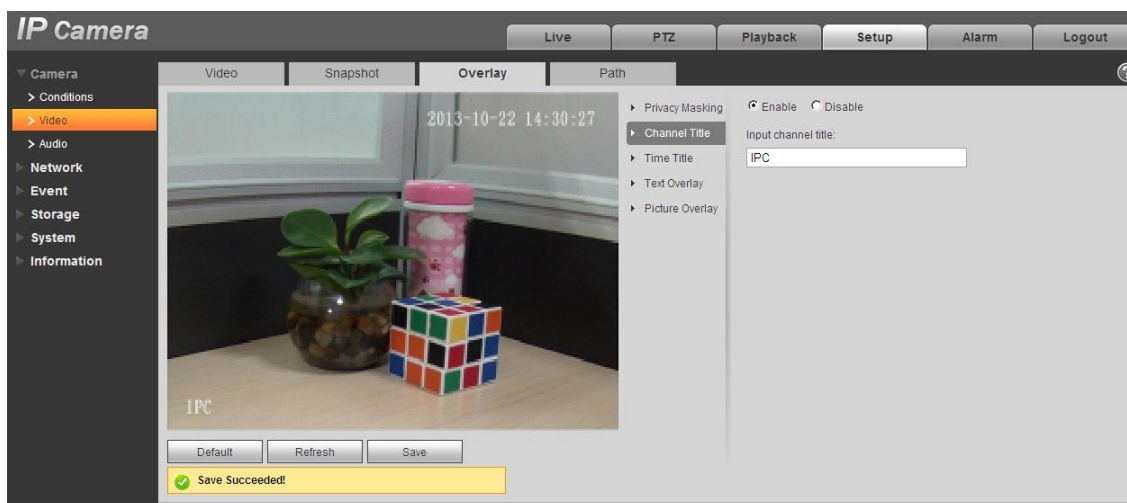 IP Camera
Live PTZ Playback Setup Alarm Logout
Camera
Conditions
Video
Audio
Network
Event
Storage
System
Information
Video Snapshot Overlay Path
2013-10-22 14:30:27
IPC
Privacy Masking
Channel Title
Time Title
Text Overlay
Picture Overlay
Enable Disable
Input channel title:
IPC
Default Refresh Save
Save Succeeded!